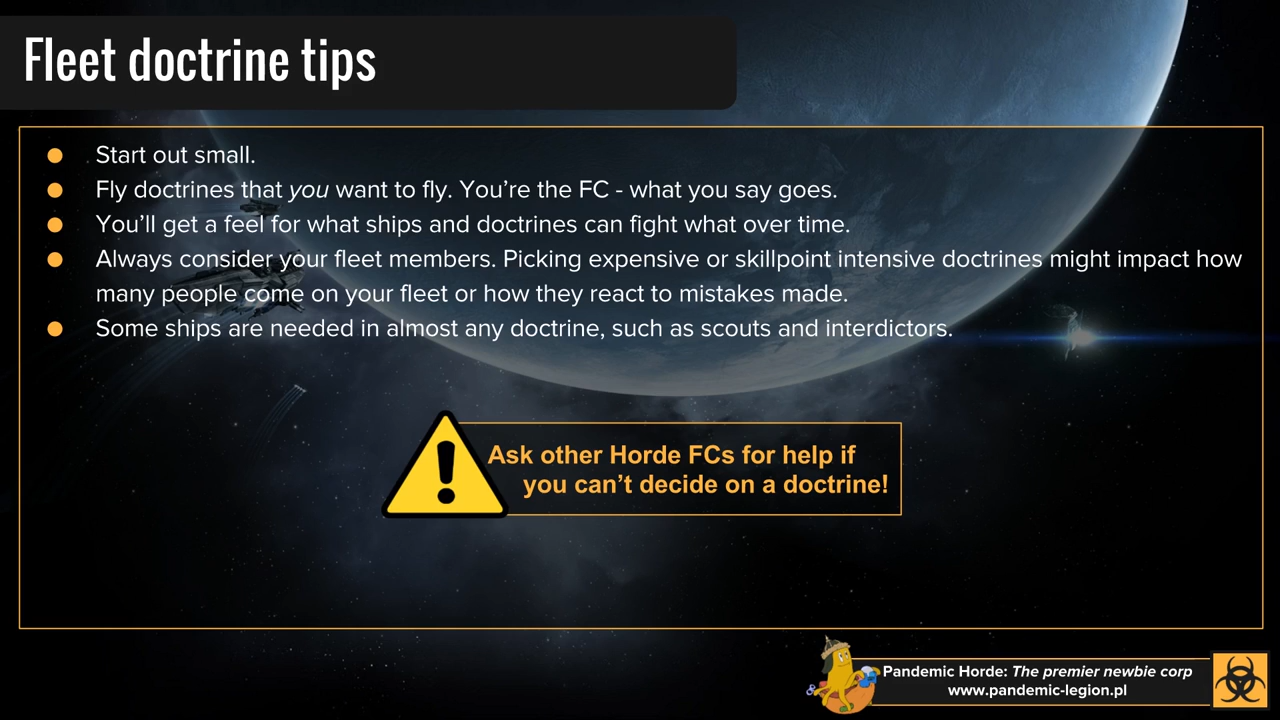 Fleet doctrine tips
Start out small.
Fly doctrines that you want to fly. You’re the FC - what you say goes.
You’ll get a feel for what ships and doctrines can fight what over time.
Always consider your fleet members. Picking expensive or skillpoint intensive doctrines might impact how
many people come on your fleet or how they react to mistakes made.
Some ships are needed in almost any doctrine, such as scouts and interdictors.
Ask other Horde FCs for help if
you can’t decide on a doctrine!
Pandemic Horde: The premier newbie corp
www.pandemic-legion.pl